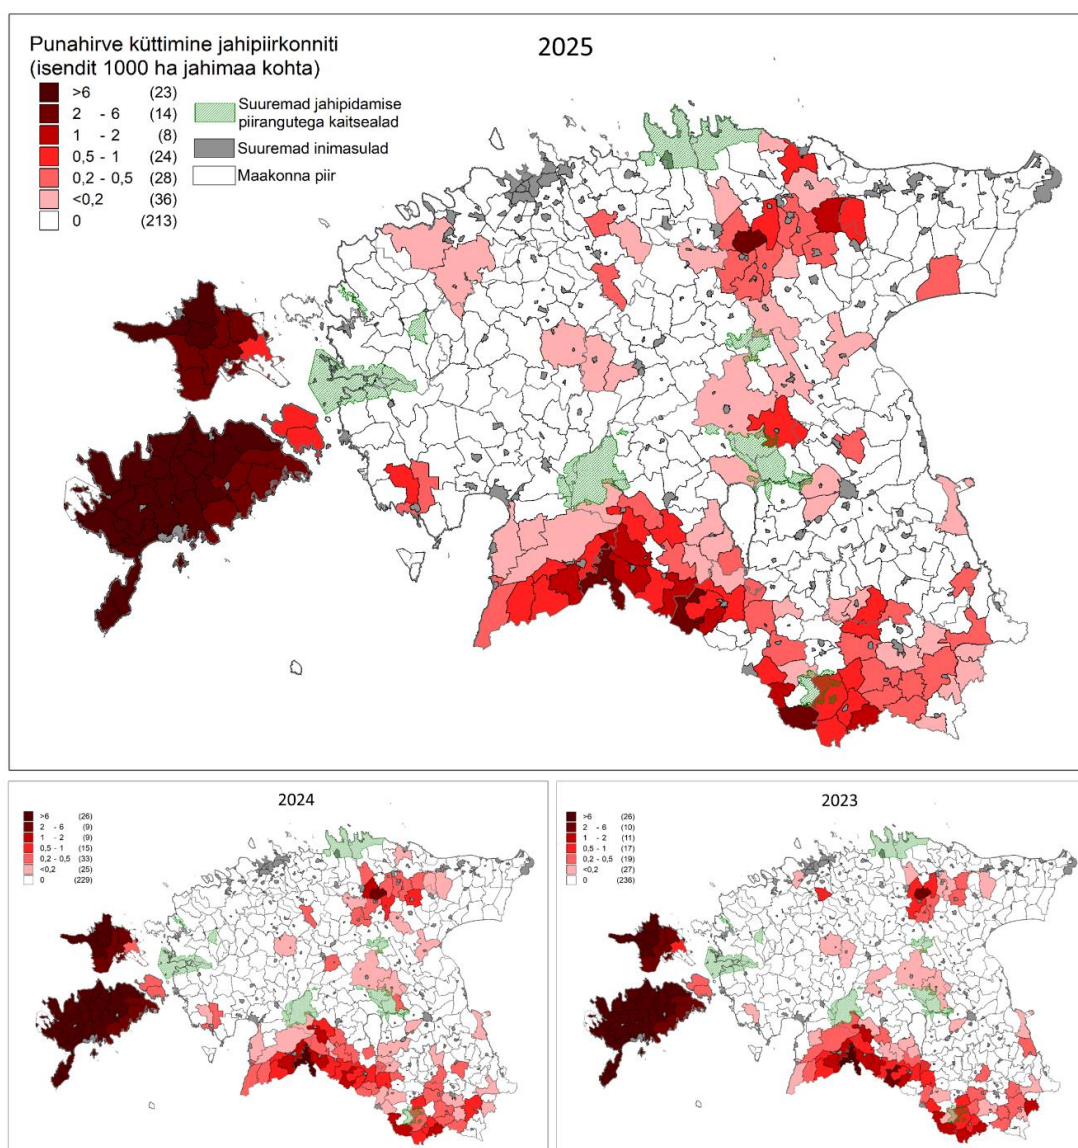 2025
Punahirve küttimine jahipiirkonniti
(isendit 1000 ha jahimaa kohta)
>6 (23)
2 - 6 (14)
1 - 2 (8)
0,5 - 1 (24)
0,2 - 0,5 (28)
<0,2 (36)
0 (213)
Suuremad jahipidamise
piirangutega kaitsealad
Suuremad inimasulad
Maakonna piir
2024
>6 (26)
2 - 6 (9)
1 - 2 (9)
0,5 - 1 (15)
0,2 - 0,5 (33)
<0,2 (25)
0 (229)
2023
>6 (26)
2 - 6 (10)
1 - 2 (11)
0,5 - 1 (17)
0,2 - 0,5 (19)
<0,2 (27)
0 (236)